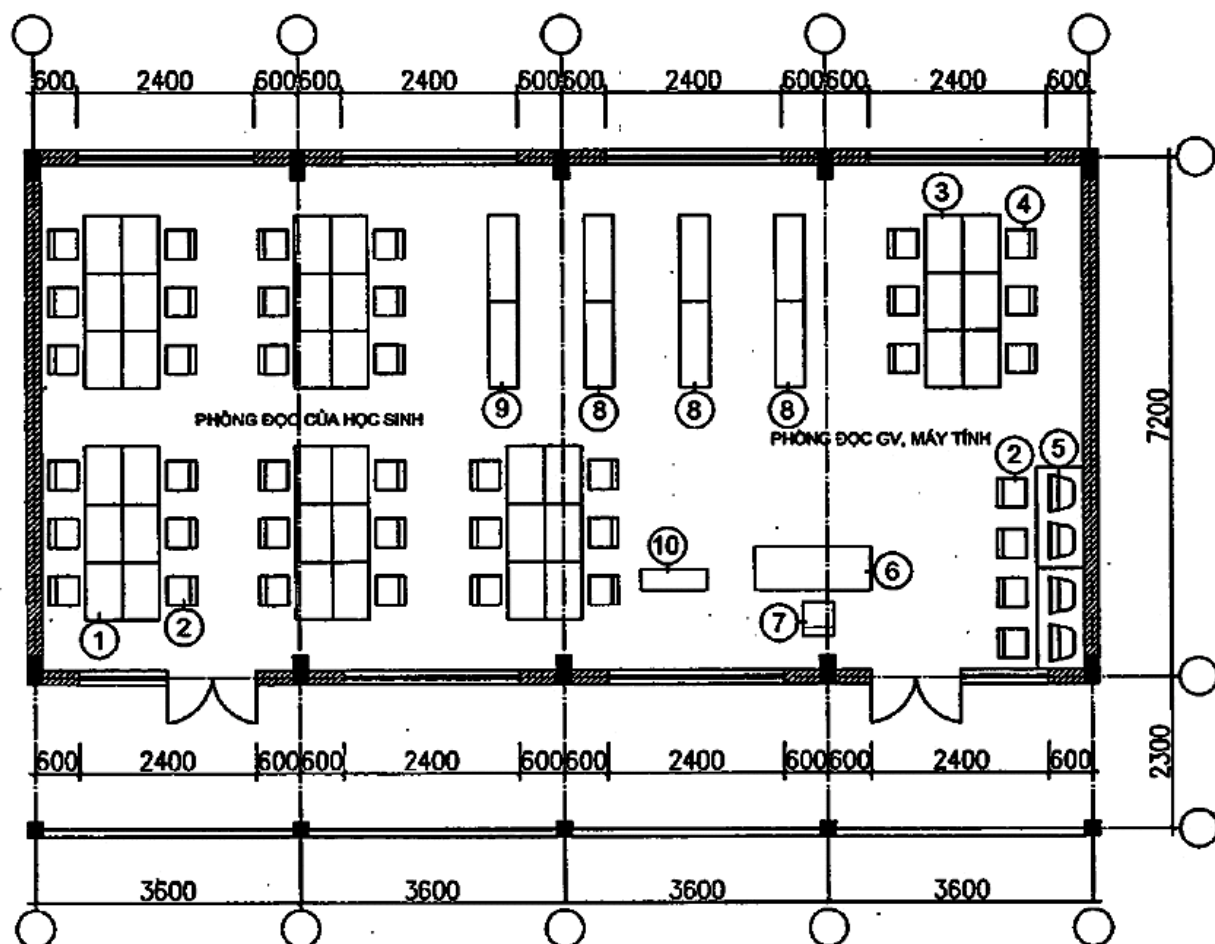 600 2400 600 600 2400 600 600 2400 600 600 2400 600
3 4
9 8 8 8
PHÒNG ĐỌC CỦA HỌC SINH
PHÒNG ĐỌC GV, MÁY TÍNH
7200
2 5
10 6
7
1 2
600 2400 600 600 2400 600 600 2400 600 600 2400 600
2300
3600 3600 3600 3600